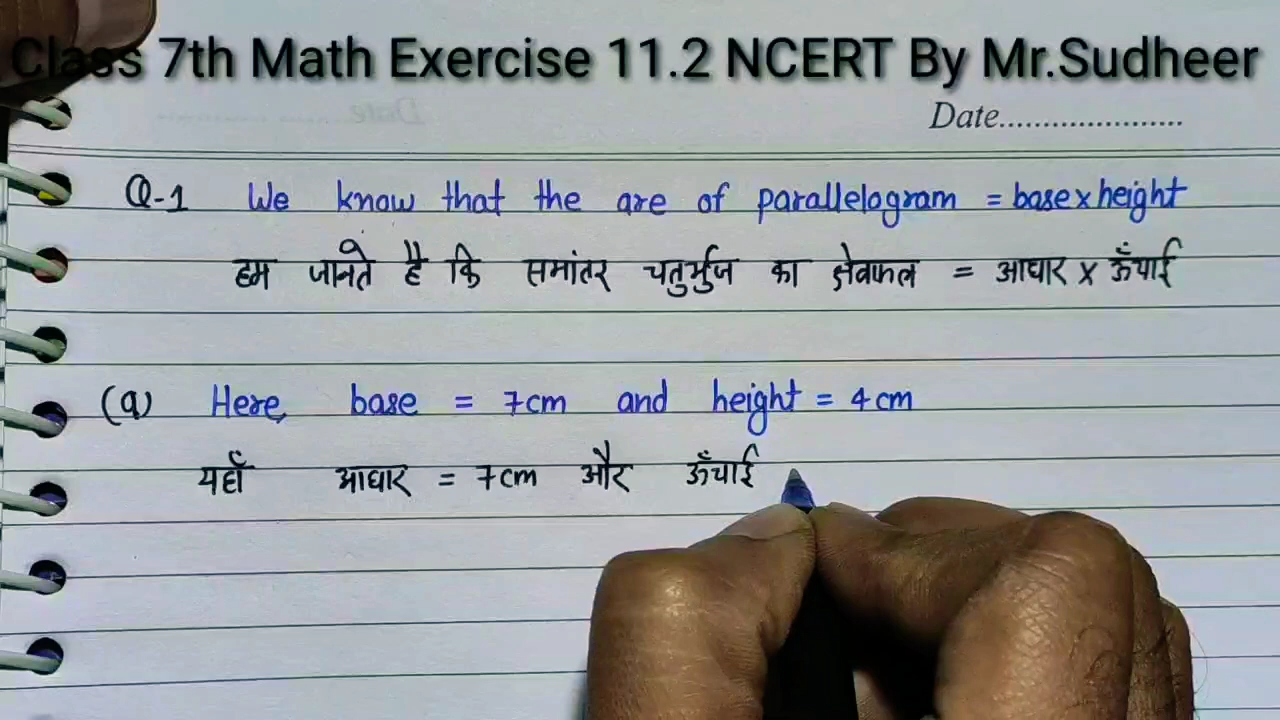 Class 7th Math Exercise 11.2 NCERT By Mr.Sudheer
Date.....................
Q-1 We know that the are of parallelogram = base×height
हम जानते है कि समांतर चतुर्भुज का क्षेत्रफल = आधार × ऊँचाई
(a) Here, base = 7cm and height = 4cm
यहाँ आधार = 7cm और ऊँचाई